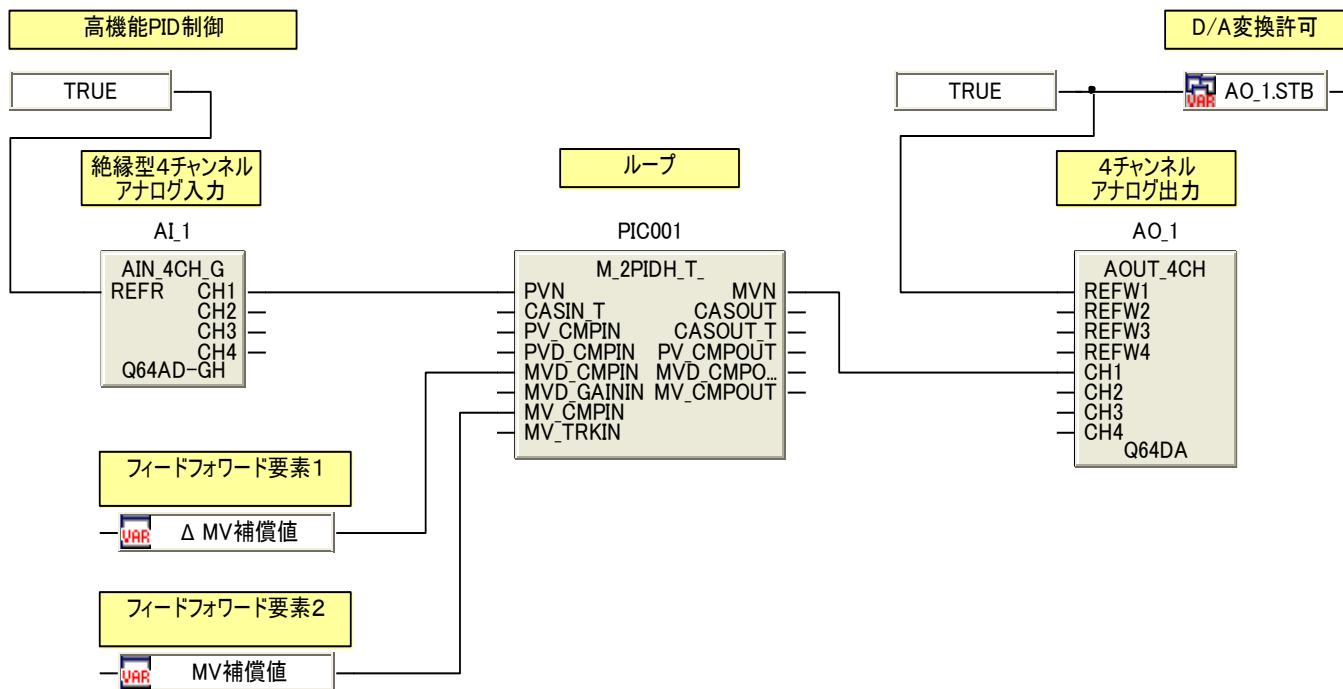 高機能PID制御
D/A変換許可
TRUE
TRUE
VAR AO_1.STB
絶縁型4チャンネル
アナログ入力
ループ
4チャンネル
アナログ出力
AI_1
PIC001
AO_1
AIN_4CH_G
REFR CH1
CH2
CH3
CH4
Q64AD-GH
M_2PIDH_T_
PVN MVN
CASIN_T CASOUT
PV_CMPIN CASOUT_T
PVD_CMPIN PV_CMPOUT
MVD_CMPIN MVD_CMPO...
MVD_GAININ MV_CMPOUT
MV_CMPIN
MV_TRKIN
AOUT_4CH
REFW1
REFW2
REFW3
REFW4
CH1
CH2
CH3
CH4
Q64DA
フィードフォワード要素1
VAR Δ MV補償値
フィードフォワード要素2
VAR MV補償値